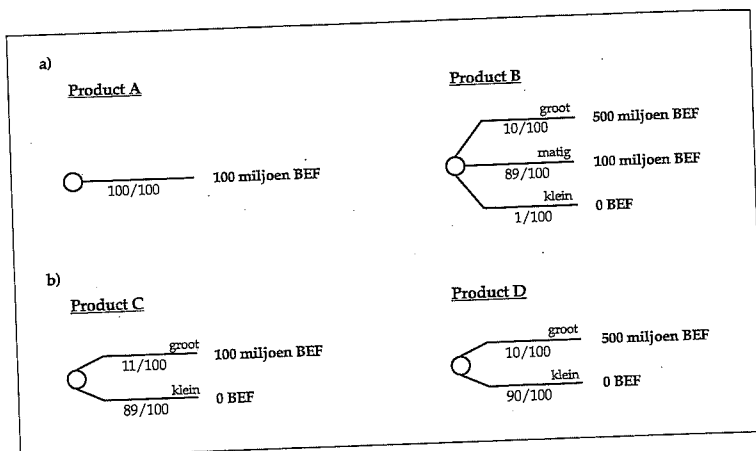 a)
Product A
100/100 100 miljoen BEF
Product B
groot
10/100 500 miljoen BEF
matig
89/100 100 miljoen BEF
klein
1/100 0 BEF
b)
Product C
groot
11/100 100 miljoen BEF
klein
89/100 0 BEF
Product D
groot
10/100 500 miljoen BEF
klein
90/100 0 BEF